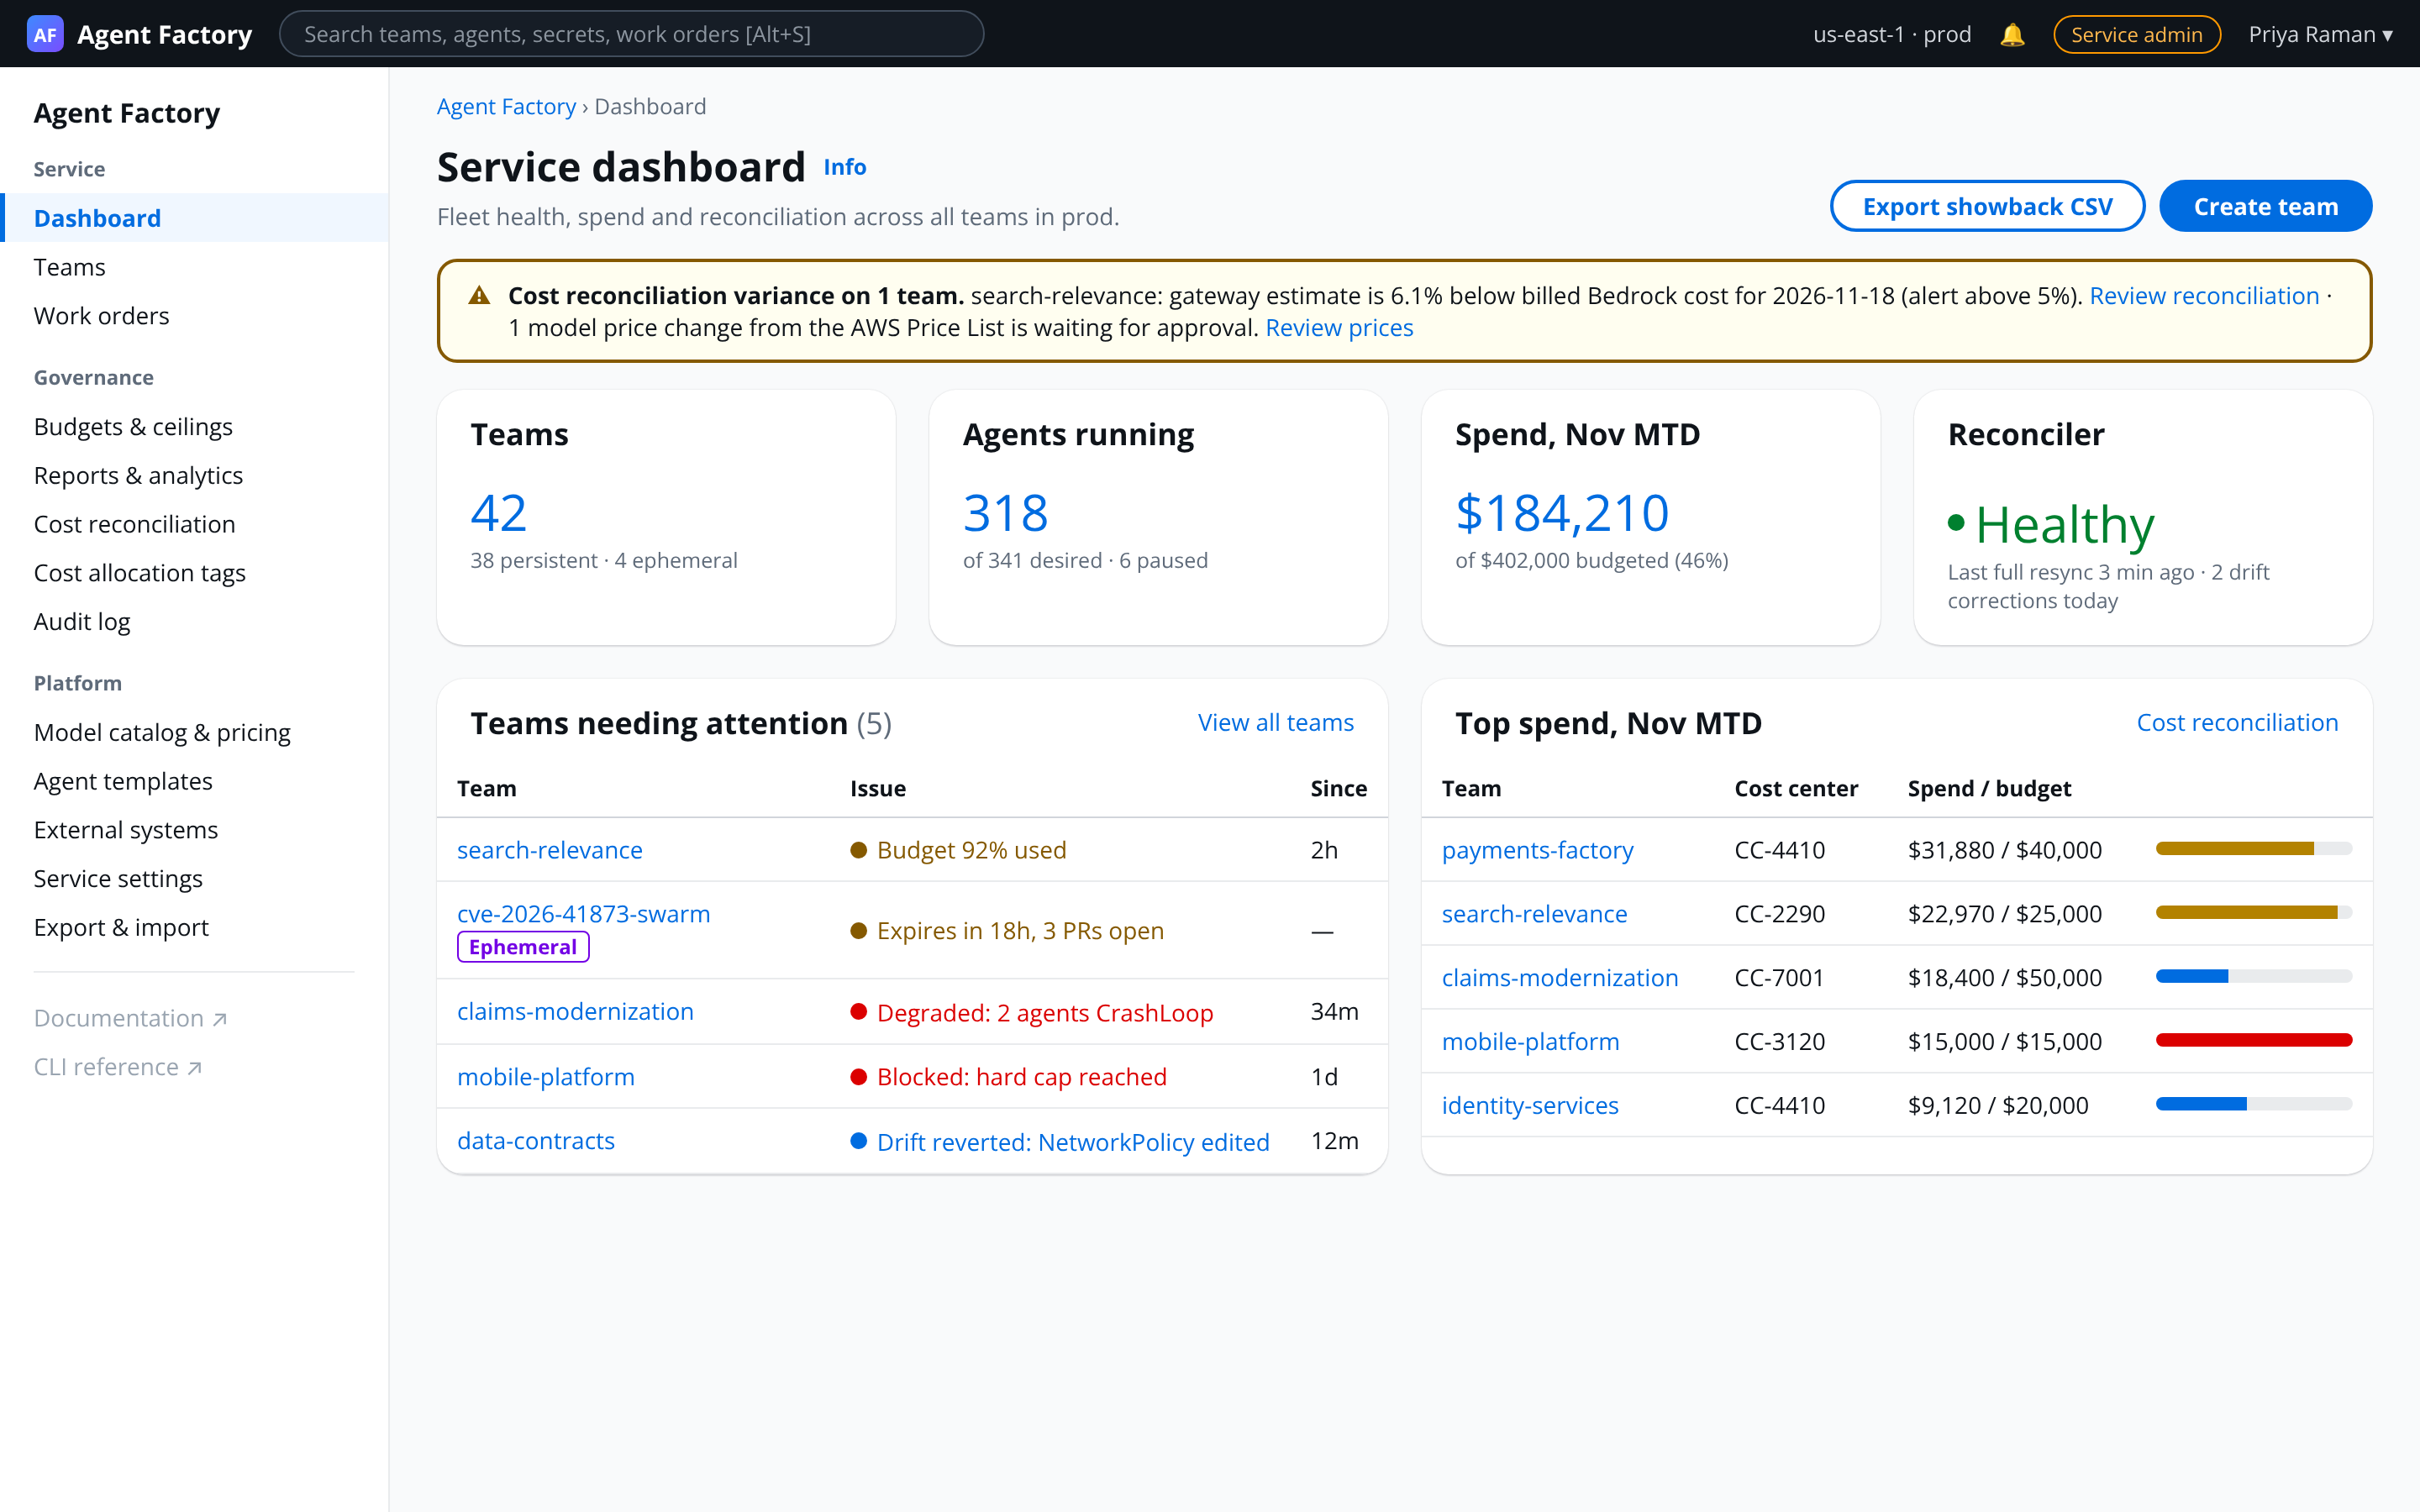 AF Agent Factory
Search teams, agents, secrets, work orders [Alt+S]
us-east-1 · prod
Service admin
Priya Raman ▾
Agent Factory
Service
Dashboard
Teams
Work orders
Governance
Budgets & ceilings
Reports & analytics
Cost reconciliation
Cost allocation tags
Audit log
Platform
Model catalog & pricing
Agent templates
External systems
Service settings
Export & import
Documentation ↗
CLI reference ↗
Agent Factory › Dashboard
Service dashboard Info
Fleet health, spend and reconciliation across all teams in prod.
Export showback CSV
Create team
Cost reconciliation variance on 1 team. search-relevance: gateway estimate is 6.1% below billed Bedrock cost for 2026-11-18 (alert above 5%). Review reconciliation ·
1 model price change from the AWS Price List is waiting for approval. Review prices
Teams
42
38 persistent · 4 ephemeral
Agents running
318
of 341 desired · 6 paused
Spend, Nov MTD
$184,210
of $402,000 budgeted (46%)
Reconciler
Healthy
Last full resync 3 min ago · 2 drift
corrections today
Teams needing attention (5)
View all teams
Team Issue Since
search-relevance Budget 92% used 2h
cve-2026-41873-swarm
Ephemeral
Expires in 18h, 3 PRs open —
claims-modernization Degraded: 2 agents CrashLoop 34m
mobile-platform Blocked: hard cap reached 1d
data-contracts Drift reverted: NetworkPolicy edited 12m
Top spend, Nov MTD
Cost reconciliation
Team Cost center Spend / budget
payments-factory CC-4410 $31,880 / $40,000
search-relevance CC-2290 $22,970 / $25,000
claims-modernization CC-7001 $18,400 / $50,000
mobile-platform CC-3120 $15,000 / $15,000
identity-services CC-4410 $9,120 / $20,000